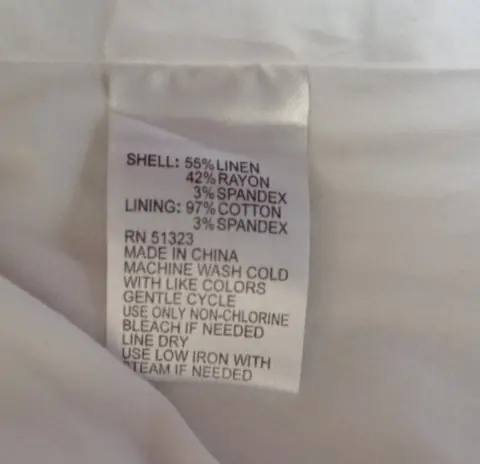 SHELL: 55%LINEN
42%RAYON
3%SPANDEX
LINING: 97%COTTON
3%SPANDEX
RN 51323
MADE IN CHINA
MACHINE WASH COLD
WITH LIKE COLORS
GENTLE CYCLE
USE ONLY NON-CHLORINE
BLEACH IF NEEDED
LINE DRY
USE LOW IRON WITH
STEAM IF NEEDED